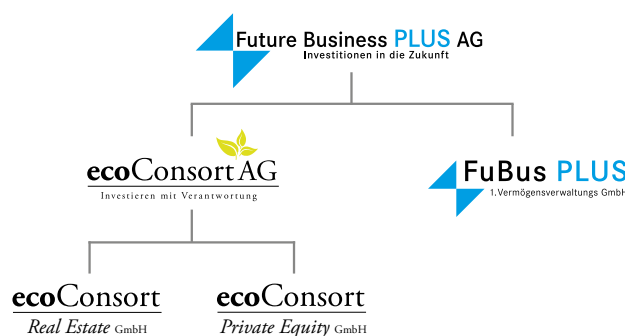 Future Business PLUS AG
Investitionen in die Zukunft
ecoConsort AG
Investieren mit Verantwortung
FuBus PLUS
1.Vermögensverwaltungs GmbH
ecoConsort
Real Estate GmbH
ecoConsort
Private Equity GmbH